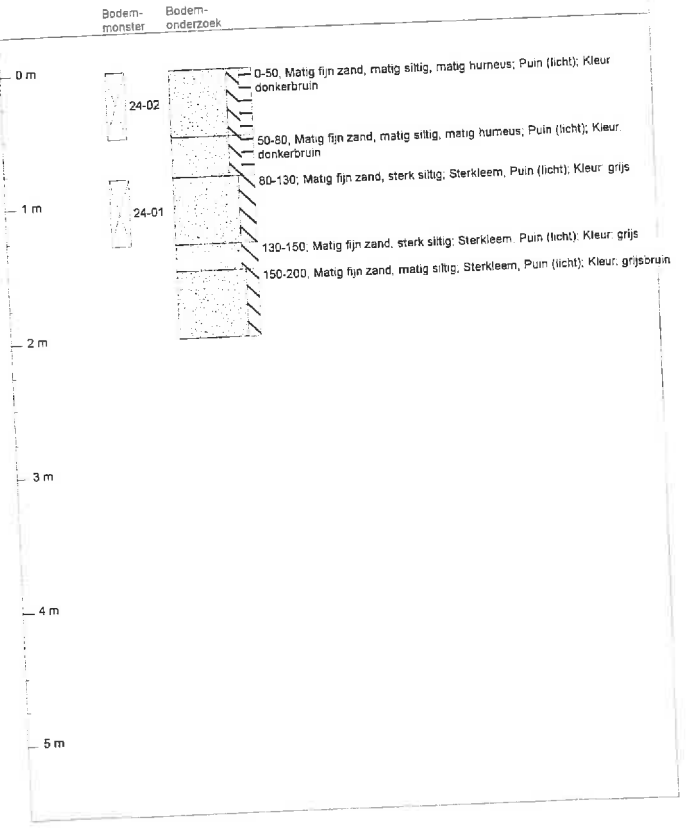 Bodem-
monster
Bodem-
onderzoek
0 m
24-02
0-50, Matig fijn zand, matig siltig, matig humeus; Puin (licht); Kleur
donkerbruin
50-80, Matig fijn zand, matig siltig, matig humeus; Puin (licht); Kleur.
donkerbruin
80-130; Matig fijn zand, sterk siltig; Sterkleem, Puin (licht); Kleur: grijs
1 m
24-01
130-150, Matig fijn zand, sterk siltig; Sterkleem, Puin (licht); Kleur: grijs
150-200, Matig fijn zand, matig siltig; Sterkleem, Puin (licht); Kleur: grijsbruin
2 m
3 m
4 m
5 m